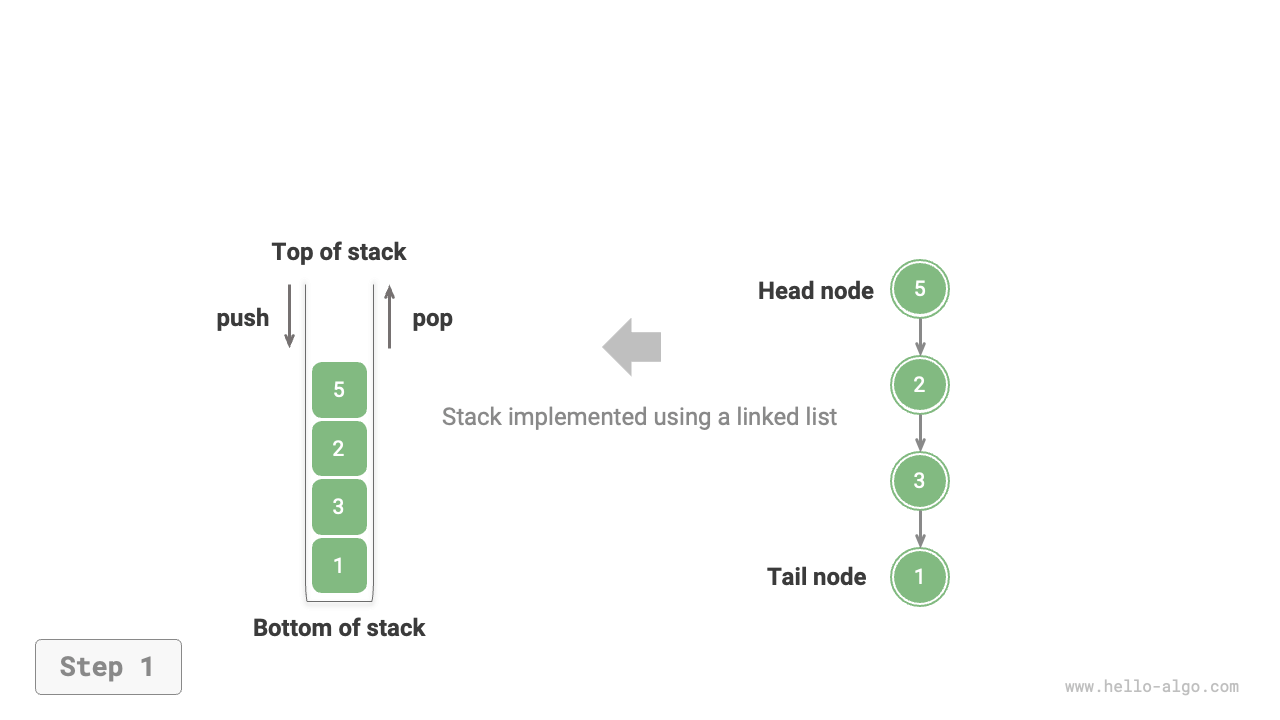 Top of stack
push
pop
5
2
3
1
Bottom of stack
Stack implemented using a linked list
Head node
5
2
3
Tail node
1
Step 1
www.hello-algo.com